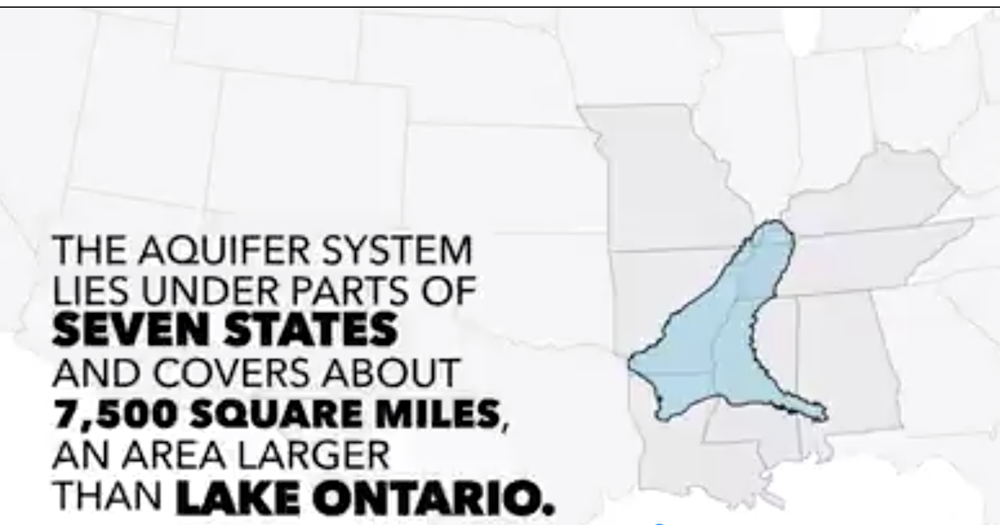 THE AQUIFER SYSTEM
LIES UNDER PARTS OF
SEVEN STATES
AND COVERS ABOUT
7,500 SQUARE MILES,
AN AREA LARGER
THAN LAKE ONTARIO.